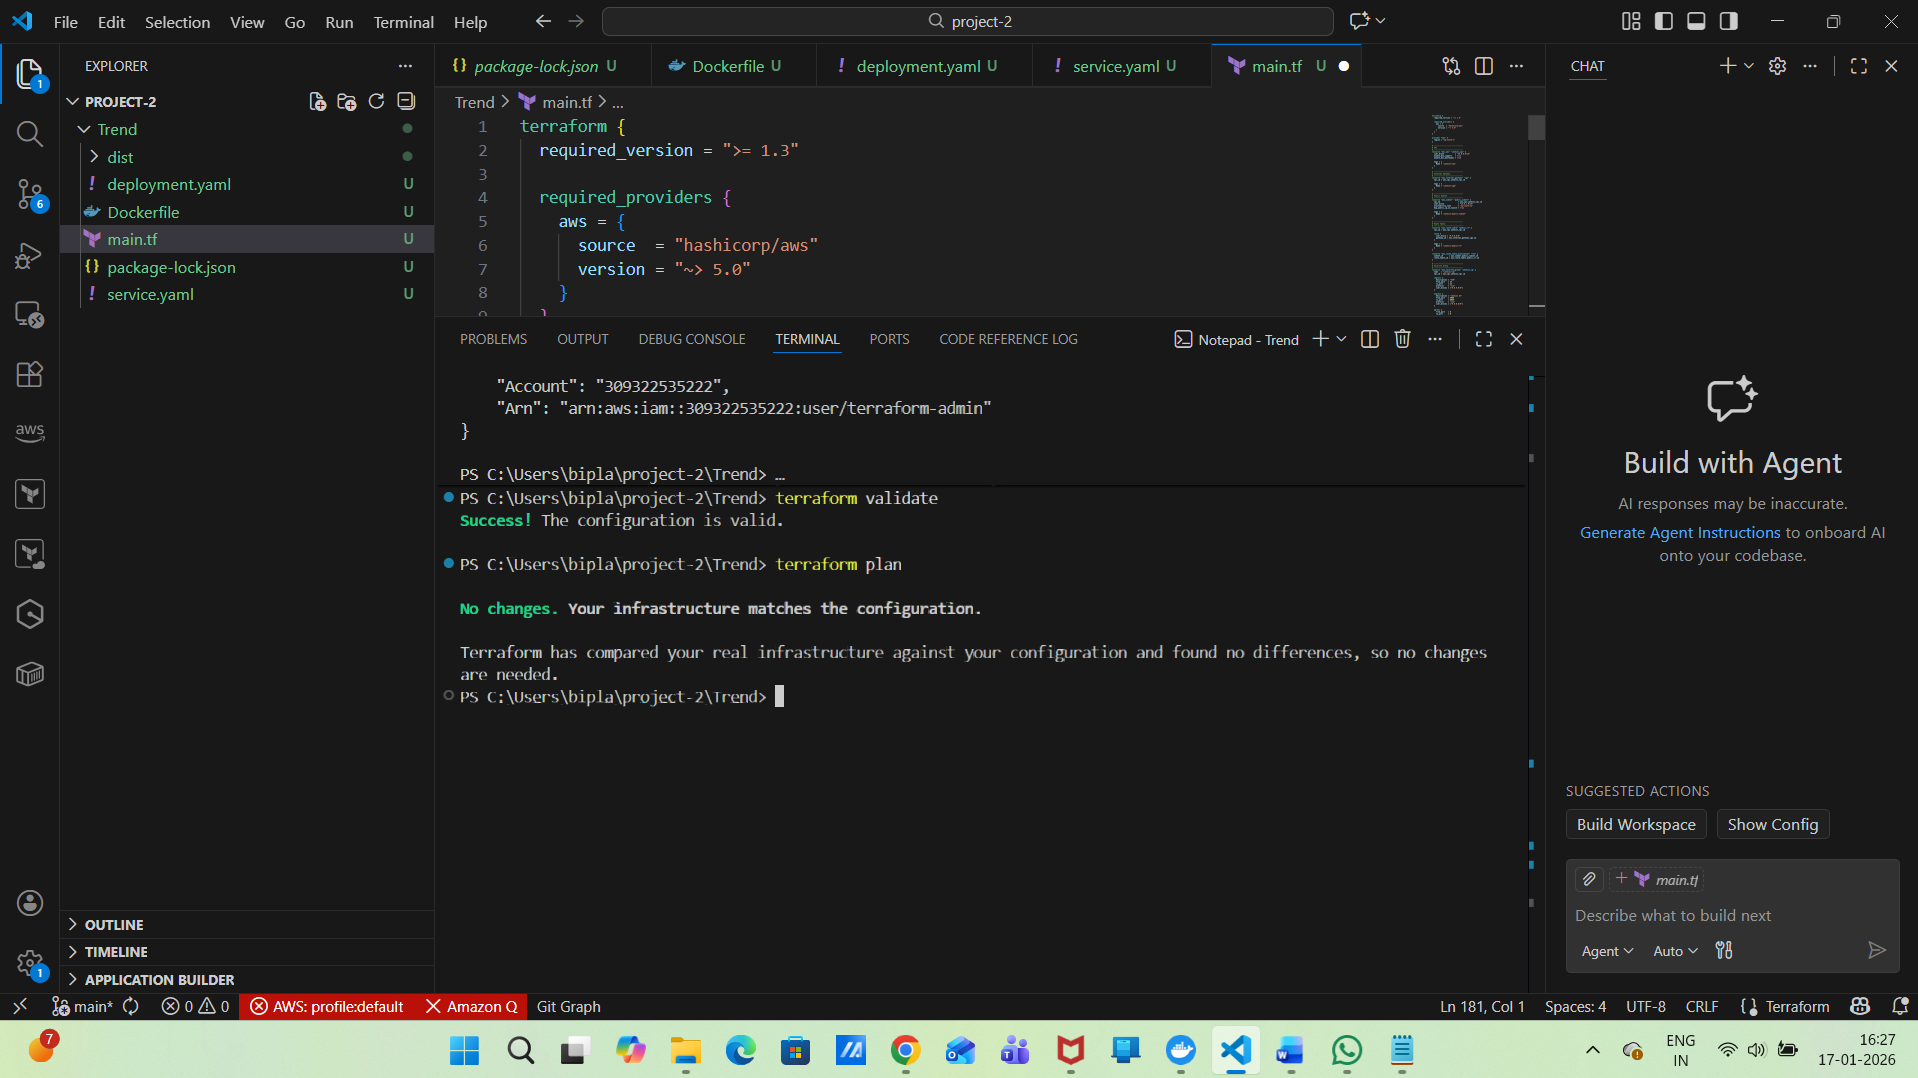 File Edit Selection View Go Run Terminal Help
project-2
EXPLORER
PROJECT-2
Trend
dist
deployment.yaml U
Dockerfile U
main.tf U
package-lock.json U
service.yaml U
OUTLINE
TIMELINE
APPLICATION BUILDER
1
6
aws
1
package-lock.json U
Dockerfile U
deployment.yaml U
service.yaml U
main.tf U
Trend > main.tf > ...
1 terraform {
2 required_version = ">= 1.3"
3
4 required_providers {
5 aws = {
6 source = "hashicorp/aws"
7 version = "~> 5.0"
8 }
9 }
PROBLEMS OUTPUT DEBUG CONSOLE TERMINAL PORTS CODE REFERENCE LOG
Notepad - Trend
"Account": "309322535222",
"Arn": "arn:aws:iam::309322535222:user/terraform-admin"
}
PS C:\Users\bipla\project-2\Trend> …
PS C:\Users\bipla\project-2\Trend> terraform validate
Success! The configuration is valid.
PS C:\Users\bipla\project-2\Trend> terraform plan
No changes. Your infrastructure matches the configuration.
Terraform has compared your real infrastructure against your configuration and found no differences, so no changes
are needed.
PS C:\Users\bipla\project-2\Trend>
CHAT
Build with Agent
AI responses may be inaccurate.
Generate Agent Instructions to onboard AI
onto your codebase.
SUGGESTED ACTIONS
Build Workspace Show Config
main.tf
Describe what to build next
Agent Auto
main* 0 0 AWS: profile:default Amazon Q Git Graph
Ln 181, Col 1 Spaces: 4 UTF-8 CRLF Terraform
7
ENG
IN
16:27
17-01-2026